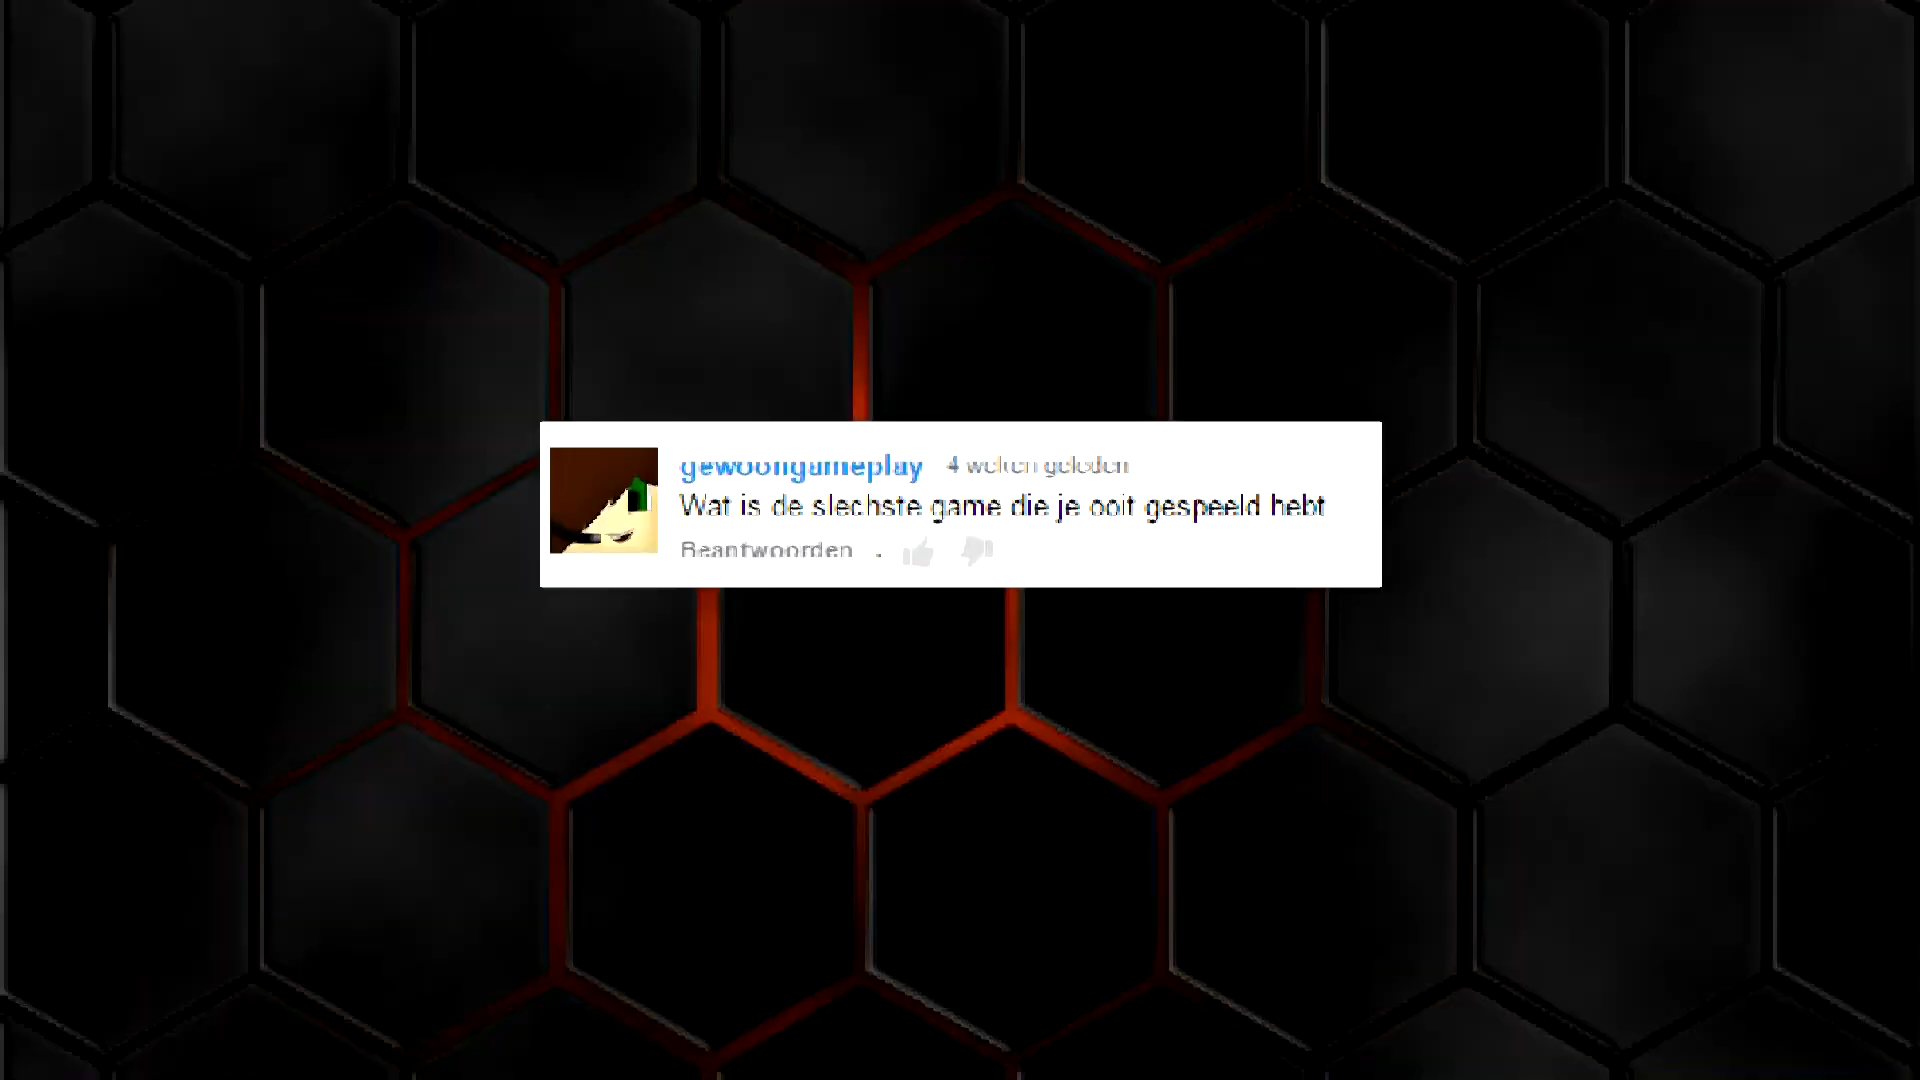 gewoongameplay 4 weken geleden
Wat is de slechste game die je ooit gespeeld hebt
Beantwoorden .